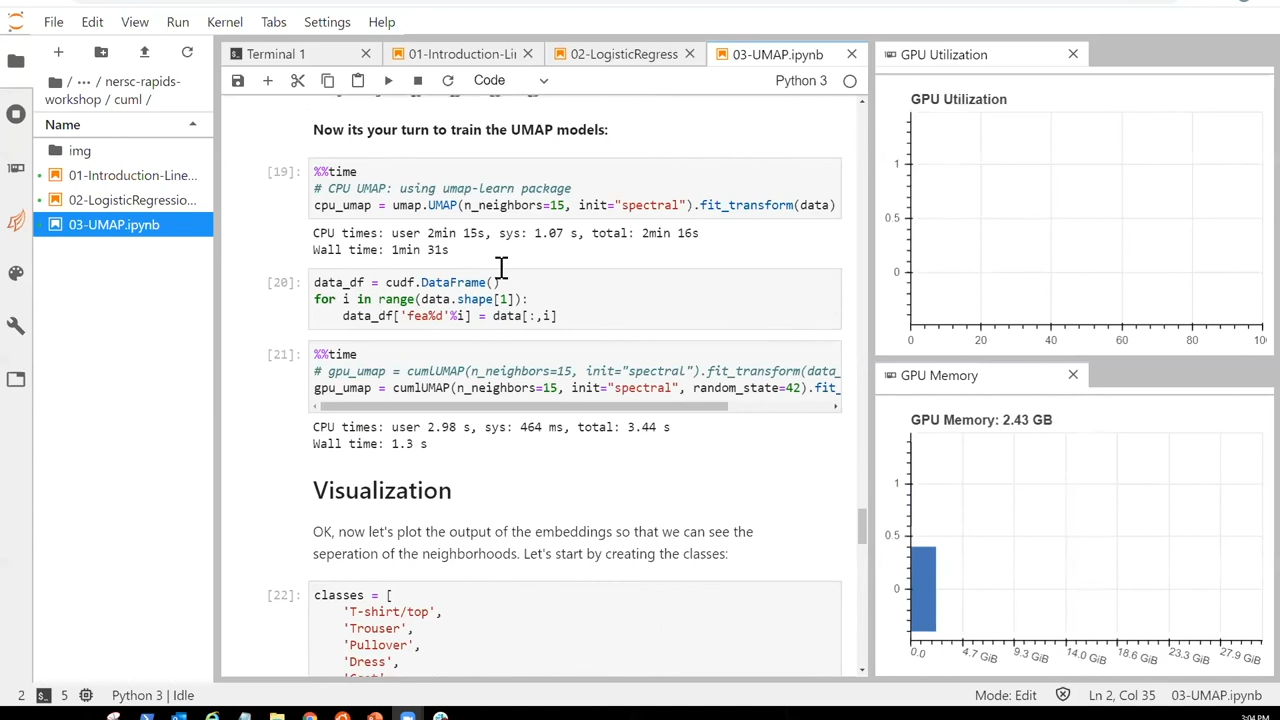 File Edit View Run Kernel Tabs Settings Help
/ ··· / nersc-rapids-
workshop / cuml /
Name
img
01-Introduction-Line...
02-LogisticRegressio...
03-UMAP.ipynb
Terminal 1
01-Introduction-Li
02-LogisticRegress
03-UMAP.ipynb
Code
Python 3
Now its your turn to train the UMAP models:
[19]:
%%time
# CPU UMAP: using umap-learn package
cpu_umap = umap.UMAP(n_neighbors=15, init="spectral").fit_transform(data)
CPU times: user 2min 15s, sys: 1.07 s, total: 2min 16s
Wall time: 1min 31s
[20]:
data_df = cudf.DataFrame()
for i in range(data.shape[1]):
data_df['fea%d'%i] = data[:,i]
[21]:
%%time
# gpu_umap = cumlUMAP(n_neighbors=15, init="spectral").fit_transform(data_
gpu_umap = cumlUMAP(n_neighbors=15, init="spectral", random_state=42).fit_
CPU times: user 2.98 s, sys: 464 ms, total: 3.44 s
Wall time: 1.3 s
Visualization
OK, now let's plot the output of the embeddings so that we can see the
seperation of the neighborhoods. Let's start by creating the classes:
[22]:
classes = [
'T-shirt/top',
'Trouser',
'Pullover',
'Dress',
GPU Utilization
GPU Utilization
1
0.5
0
0 20 40 60 80 10
GPU Memory
GPU Memory: 2.43 GB
1
0.5
0
0.0 4.7 GiB 9.3 GiB 14.0 GiB 18.6 GiB 23.3 GiB 27.9 GiB
2 5 Python 3 | Idle
Mode: Edit Ln 2, Col 35 03-UMAP.ipynb
3:04 PM